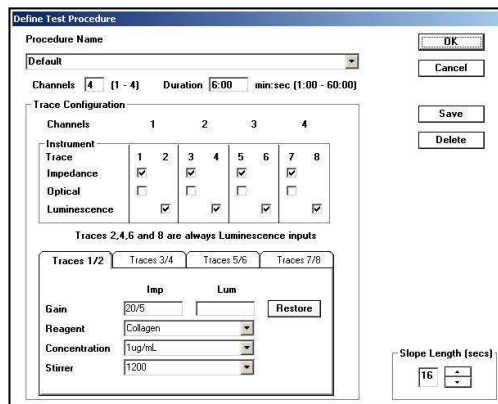 Define Test Procedure
Procedure Name
Default
Channels 4 (1 - 4) Duration 6:00 min:sec (1:00 - 60:00)
OK
Cancel
Save
Delete
Trace Configuration
Channels 1 2 3 4
Instrument
Trace 1 2 3 4 5 6 7 8
Impedance
Optical
Luminescence
Traces 2,4,6 and 8 are always Luminescence inputs
Traces 1/2 Traces 3/4 Traces 5/6 Traces 7/8
Imp Lum
Gain 20/5 Restore
Reagent Collagen
Concentration 1ug/mL
Stirrer 1200
Slope Length (secs)
16